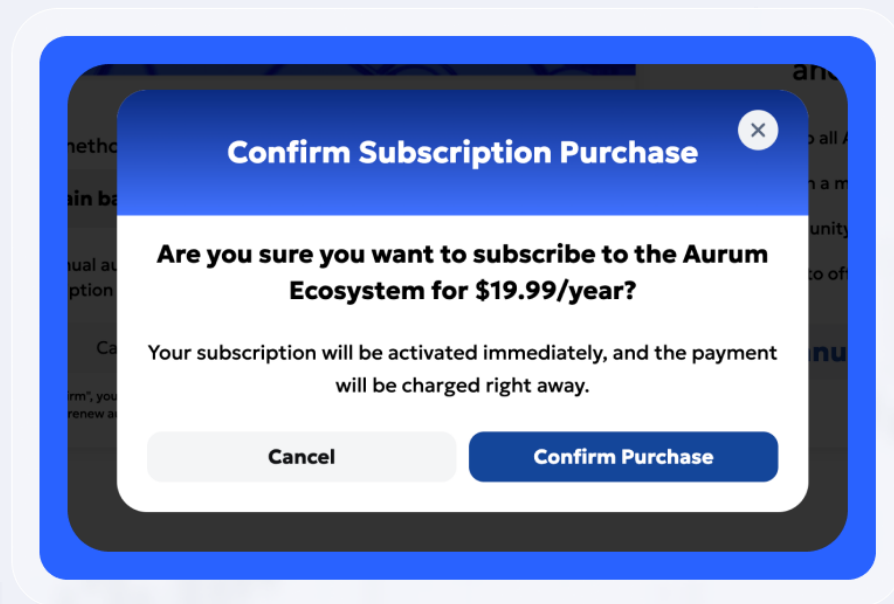 and
Confirm Subscription Purchase
Are you sure you want to subscribe to the Aurum
Ecosystem for $19.99/year?
Your subscription will be activated immediately, and the payment
will be charged right away.
Cancel
Confirm Purchase